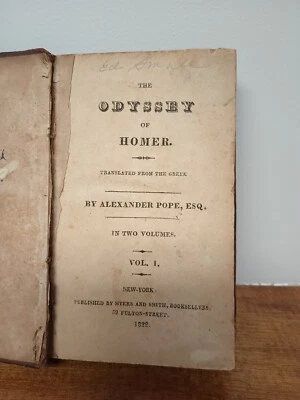 THE
ODYSSEY
OF
HOMER.
TRANSLATED FROM THE GREEK.
BY ALEXANDER POPE, ESQ.
IN TWO VOLUMES.
VOL. I.
NEW-YORK:
PUBLISHED BY MYERS AND SMITH, BOOKSELLERS,
IN FULTON-STREET.
1822.